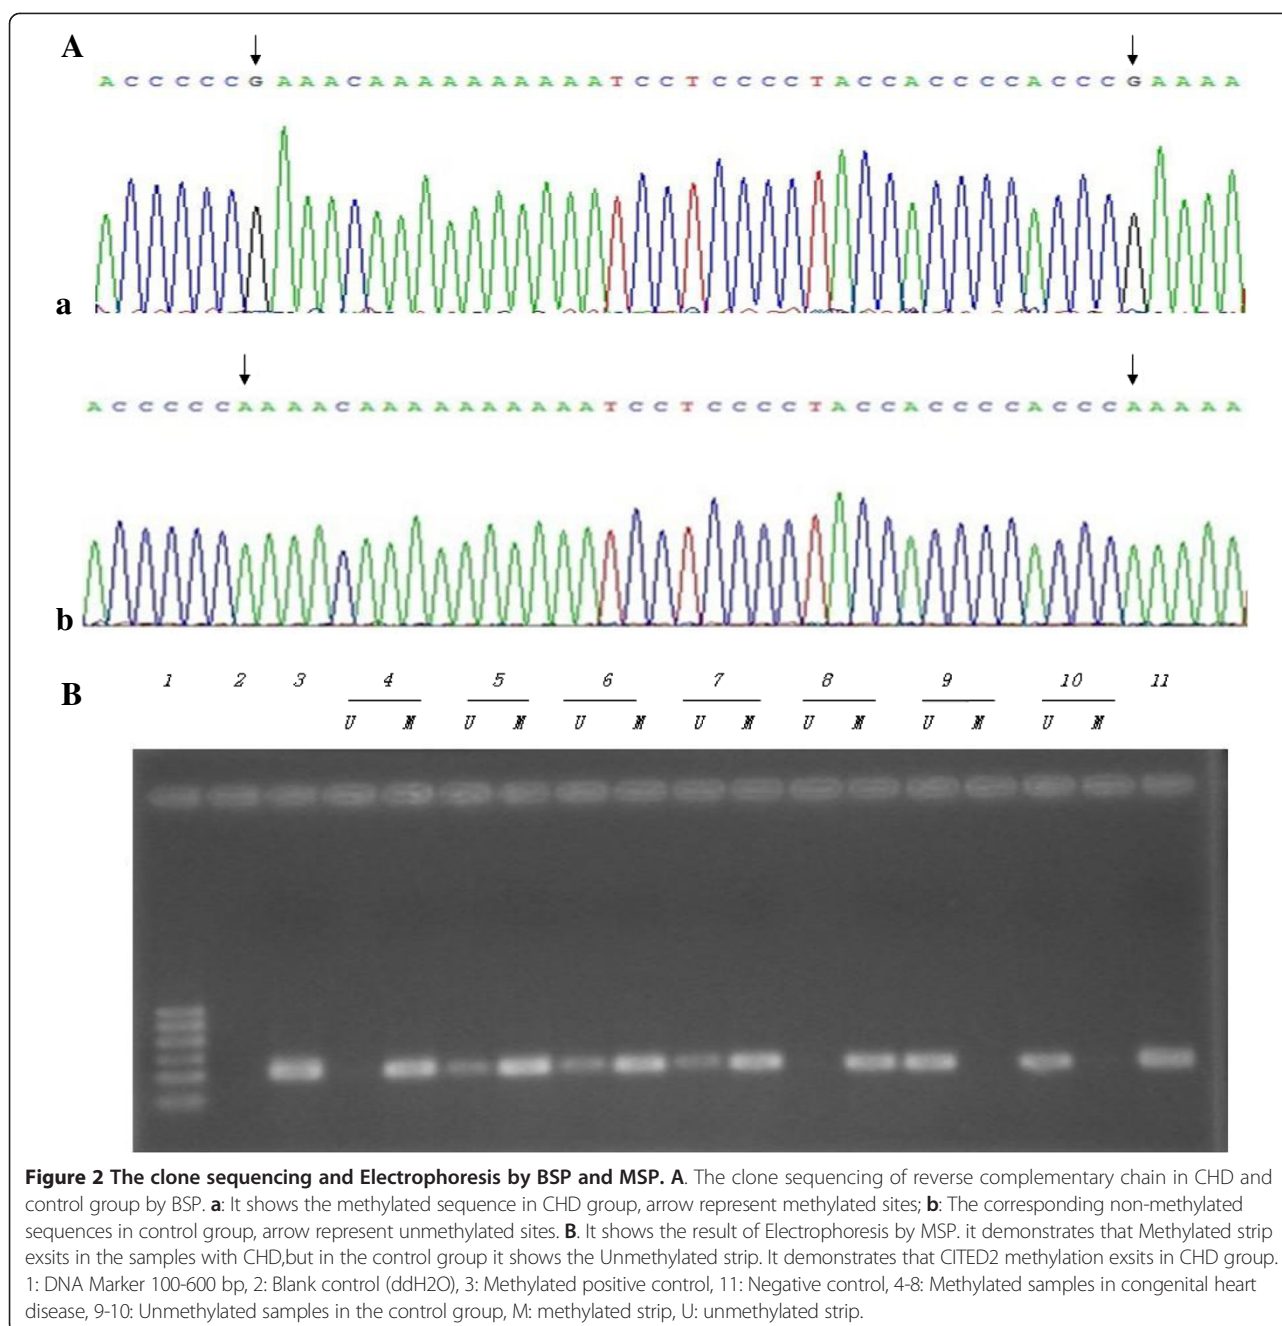 A
A C C C C C G A A A C A A A A A A A A A A T C C T C C C C T A C C A C C C C A C C C G A A A A
a
A C C C C C A A A A C A A A A A A A A A A T C C T C C C C T A C C A C C C C A C C C A A A A A
b
B
1 2 3 4 5 6 7 8 9 10 11
U M U M U M U M U M U M U M
Figure 2 The clone sequencing and Electrophoresis by BSP and MSP. A. The clone sequencing of reverse complementary chain in CHD and
control group by BSP. a: It shows the methylated sequence in CHD group, arrow represent methylated sites; b: The corresponding non-methylated
sequences in control group, arrow represent unmethylated sites. B. It shows the result of Electrophoresis by MSP. it demonstrates that Methylated strip
exsits in the samples with CHD,but in the control group it shows the Unmethylated strip. It demonstrates that CITED2 methylation exsits in CHD group.
1: DNA Marker 100-600 bp, 2: Blank control (ddH2O), 3: Methylated positive control, 11: Negative control, 4-8: Methylated samples in congenital heart
disease, 9-10: Unmethylated samples in the control group, M: methylated strip, U: unmethylated strip.